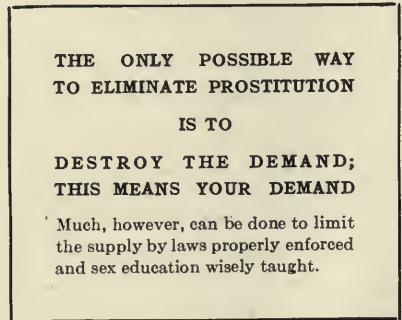 THE ONLY POSSIBLE WAY
TO ELIMINATE PROSTITUTION
IS TO
DESTROY THE DEMAND;
THIS MEANS YOUR DEMAND
Much, however, can be done to limit
the supply by laws properly enforced
and sex education wisely taught.